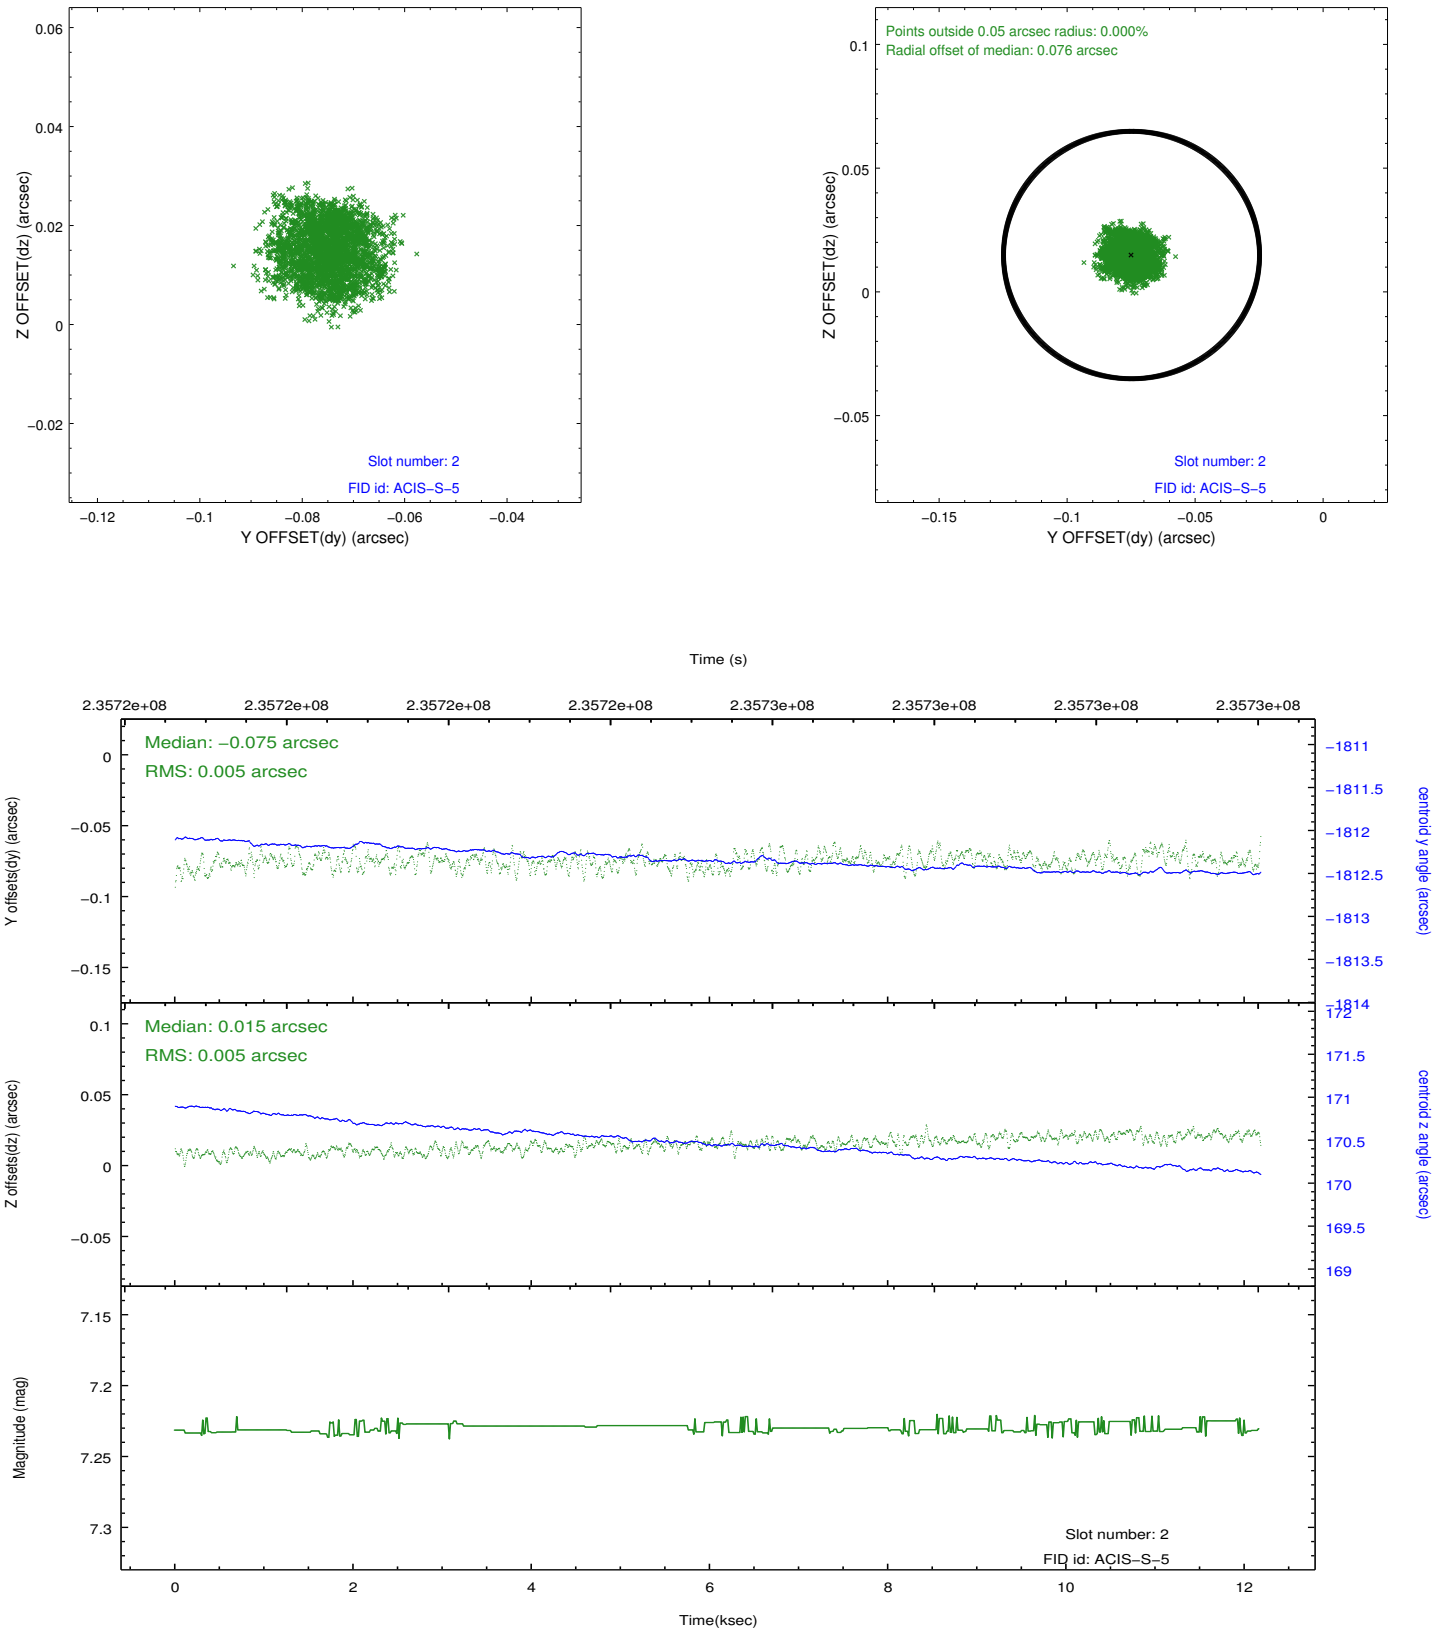 0.06
0.04
0.02
0
−0.02
Z OFFSET(dz) (arcsec)
Slot number: 2
FID id: ACIS−S−5
−0.12
−0.1
−0.08
−0.06
−0.04
Y OFFSET(dy) (arcsec)
Points outside 0.05 arcsec radius: 0.000%
Radial offset of median: 0.076 arcsec
0.1
0.05
0
−0.05
Z OFFSET(dz) (arcsec)
Slot number: 2
FID id: ACIS−S−5
−0.15
−0.1
−0.05
0
Y OFFSET(dy) (arcsec)
Time (s)
2.3572e+08
2.3572e+08
2.3572e+08
2.3572e+08
2.3573e+08
2.3573e+08
2.3573e+08
2.3573e+08
Median: −0.075 arcsec
RMS: 0.005 arcsec
0
−0.05
−0.1
−0.15
Y offsets(dy) (arcsec)
−1811
−1811.5
−1812
−1812.5
−1813
−1813.5
−1814
centroid y angle (arcsec)
Median: 0.015 arcsec
RMS: 0.005 arcsec
0.1
0.05
0
−0.05
Z offsets(dz) (arcsec)
172
171.5
171
170.5
170
169.5
169
centroid z angle (arcsec)
7.15
7.2
7.25
7.3
Magnitude (mag)
Slot number: 2
FID id: ACIS−S−5
0
2
4
6
8
10
12
Time(ksec)